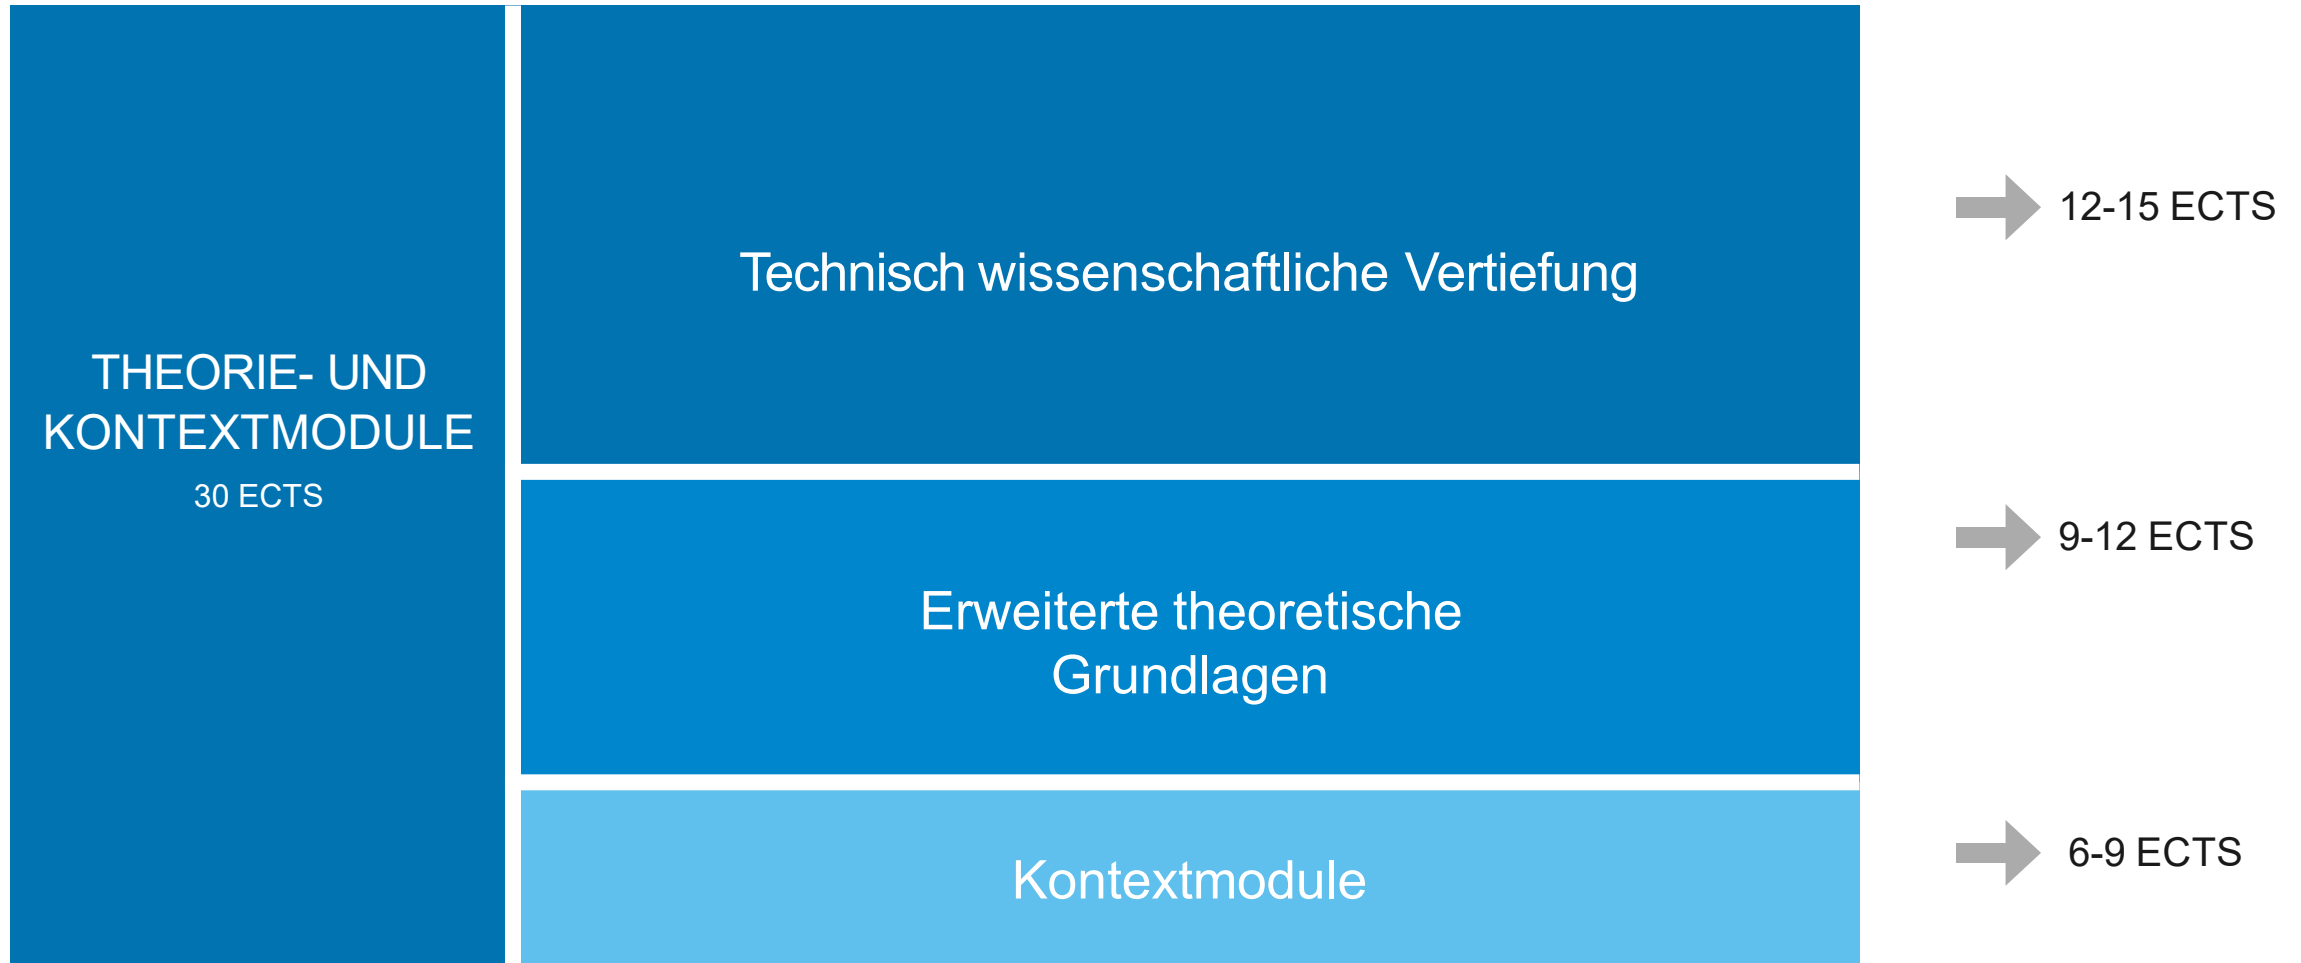 THEORIE- UND
KONTEXTMODULE
30 ECTS
Technisch wissenschaftliche Vertiefung
12-15 ECTS
Erweiterte theoretische
Grundlagen
9-12 ECTS
Kontextmodule
6-9 ECTS